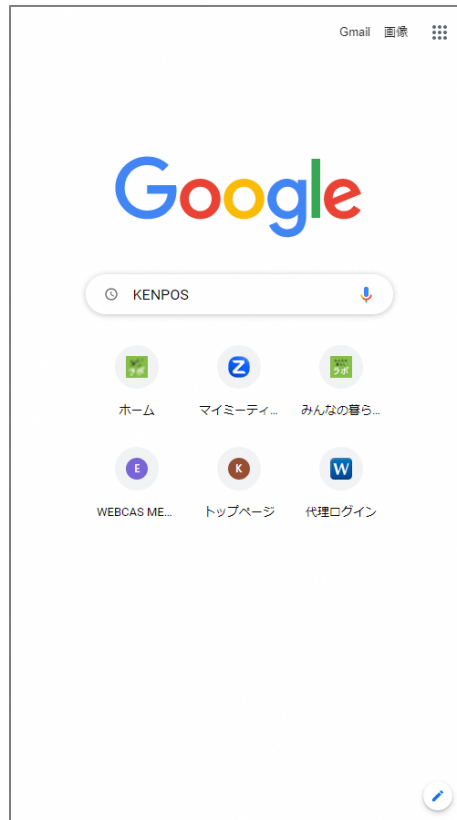 Gmail 画像
Google
KENPOS
ラボ Z ラボ
ホーム マイミーティ... みんなの暮ら...
E K W
WEBCAS ME... トップページ 代理ログイン